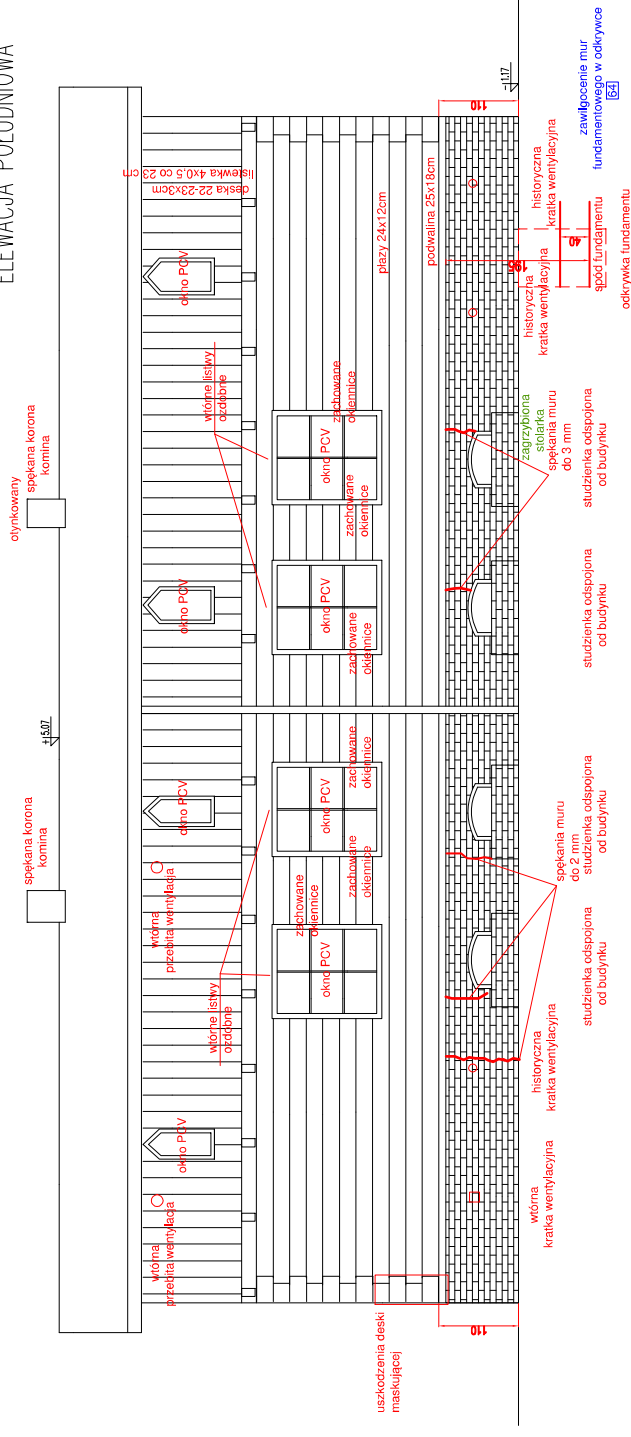 ELEWACJA POŁUDNIOWA
spękana korona
komina
+5.07
otynkowany
spękana korona
komina
wtórna
przebita wentylacja
okno PCV
wtórna
przebita wentylacja
okno PCV
okno PCV
okno PCV
deska 22-23x3cm
listewka 4x0,5 co 23 cm
wtórne listwy
ozdobne
wtórne listwy
ozdobne
okno PCV
zachowane
okiennice
zachowane
okiennice
okno PCV
zachowane
okiennice
okno PCV
zachowane
okiennice
okno PCV
zachowane
okiennice
zachowane
okiennice
płazy 24x12cm
podwalina 25x18cm
uszkodzenia deski
maskującej
110
110
-1.17
195
40
wtórna
kratka wentylacyjna
historyczna
kratka wentylacyjna
spękania muru
do 2 mm
studzienka odspojona
od budynku
studzienka odspojona
od budynku
studzienka odspojona
od budynku
zagrzybiona
stolarka
spękania muru
do 3 mm
studzienka odspojona
od budynku
historyczna
kratka wentylacyjna
historyczna
kratka wentylacyjna
spód fundamentu
odkrywka fundamentu
zawilgocenie mur
fundamentowego w odkrywce
64